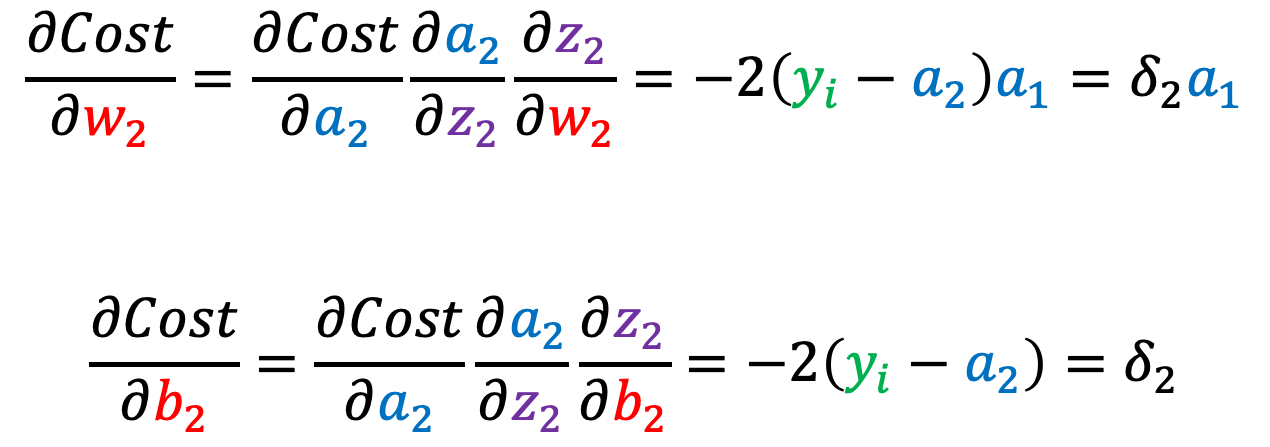 ∂Cost/∂w₂ = ∂Cost/∂a₂ ∂a₂/∂z₂ ∂z₂/∂w₂ = −2(yᵢ − a₂)a₁ = δ₂a₁
∂Cost/∂b₂ = ∂Cost/∂a₂ ∂a₂/∂z₂ ∂z₂/∂b₂ = −2(yᵢ − a₂) = δ₂